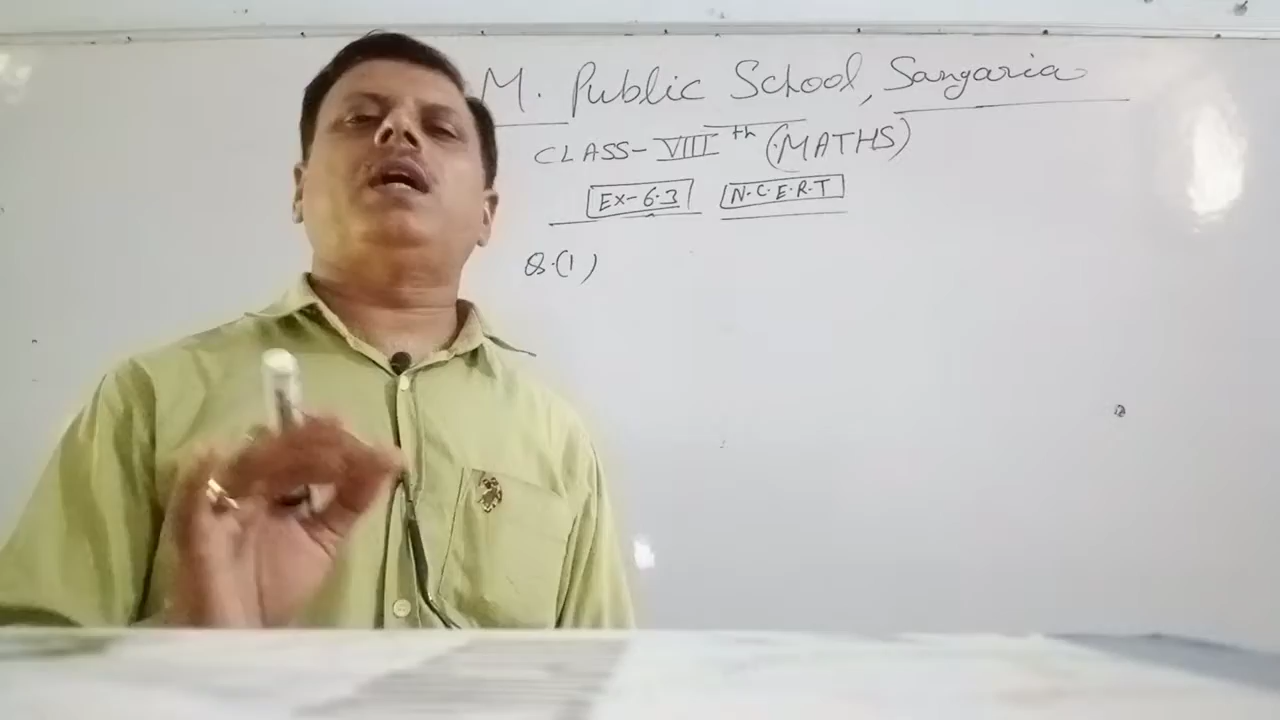 M. Public School, Sangaria
CLASS-VIII th (MATHS)
EX-6.3 N.C.E.R.T
Q.(1)